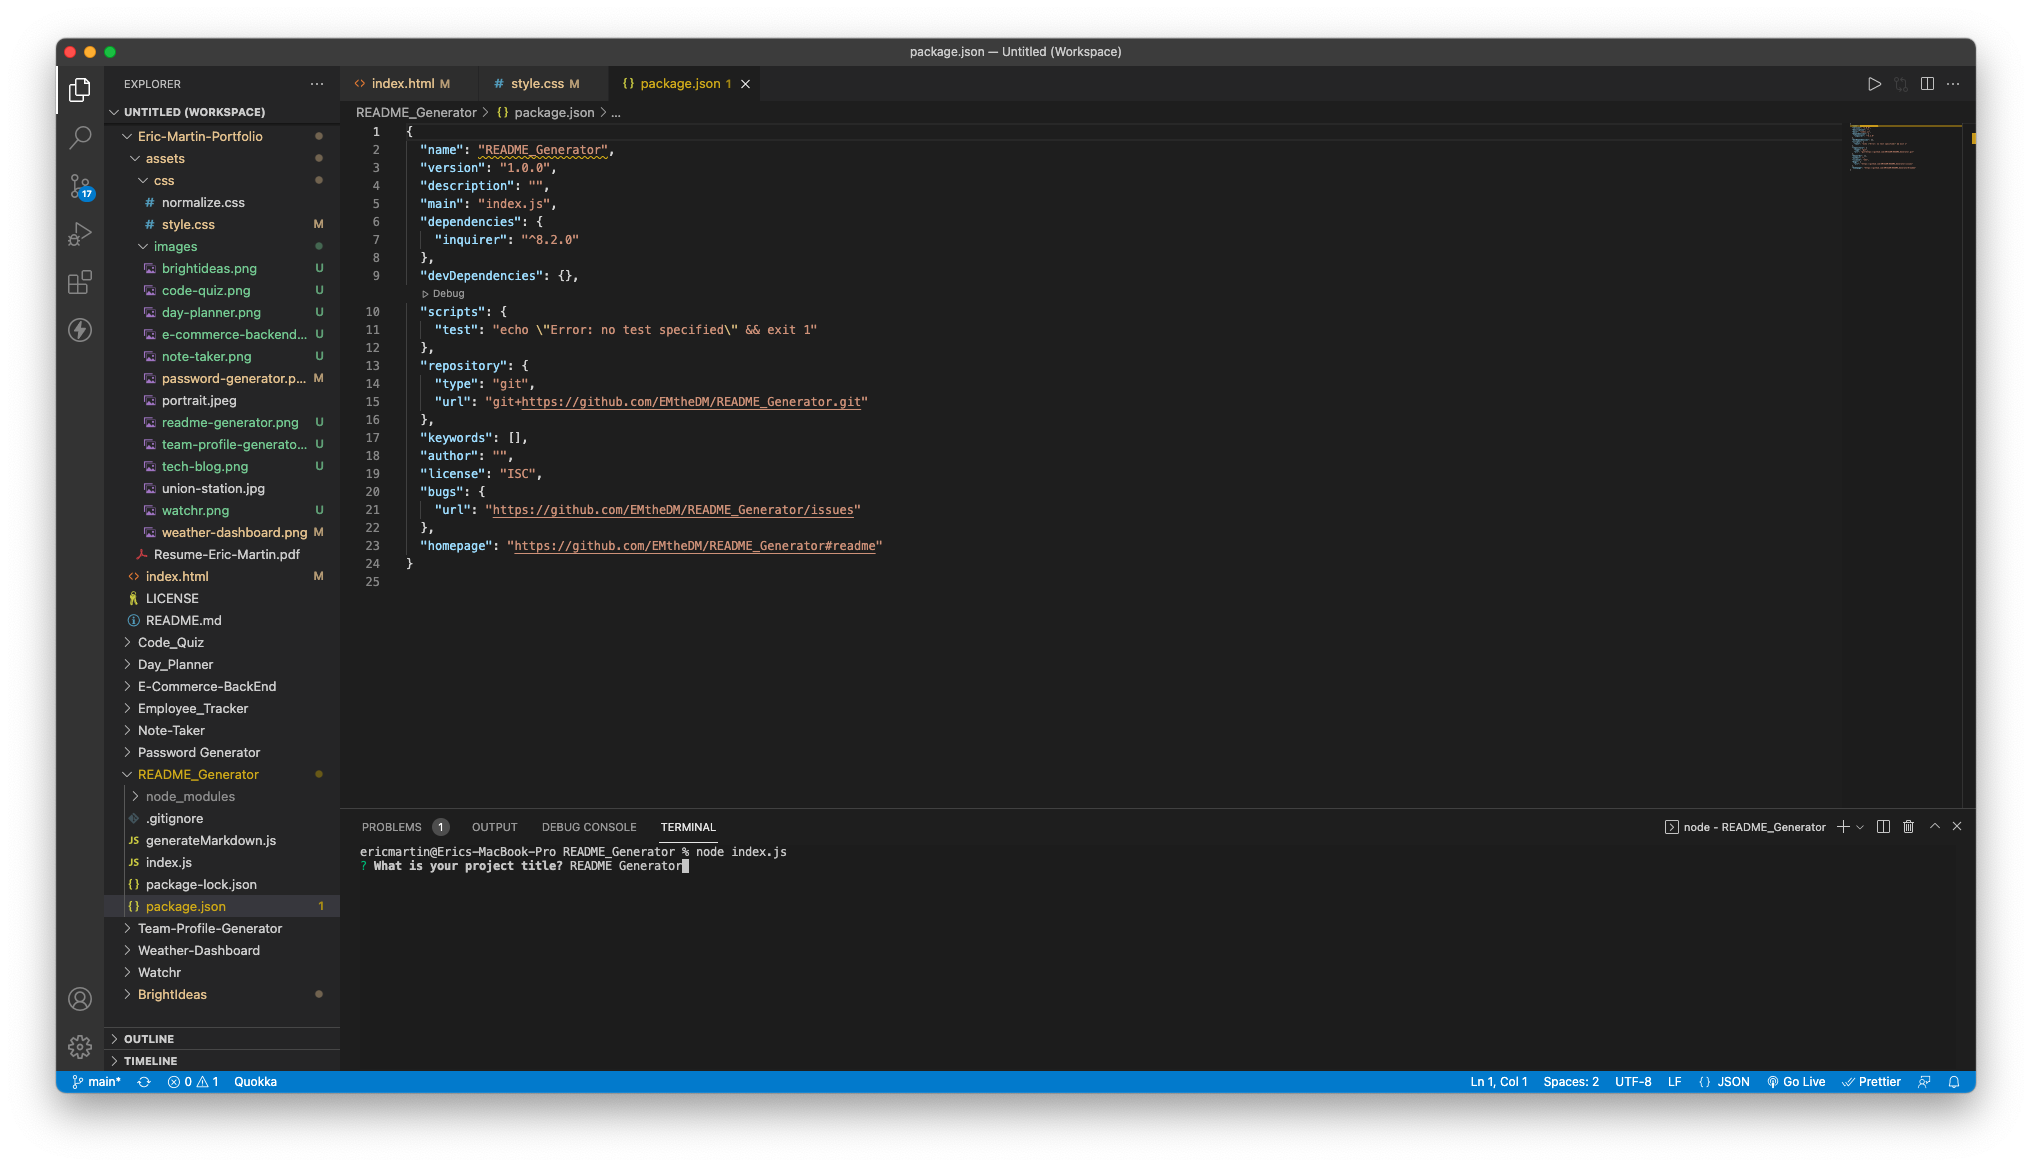 package.json — Untitled (Workspace)
EXPLORER
UNTITLED (WORKSPACE)
Eric-Martin-Portfolio
assets
css
normalize.css
style.css M
images
brightideas.png U
code-quiz.png U
day-planner.png U
e-commerce-backend... U
note-taker.png U
password-generator.p... M
portrait.jpeg
readme-generator.png U
team-profile-generato... U
tech-blog.png U
union-station.jpg
watchr.png U
weather-dashboard.png M
Resume-Eric-Martin.pdf
index.html M
LICENSE
README.md
Code_Quiz
Day_Planner
E-Commerce-BackEnd
Employee_Tracker
Note-Taker
Password Generator
README_Generator
node_modules
.gitignore
JS generateMarkdown.js
JS index.js
{} package-lock.json
{} package.json 1
Team-Profile-Generator
Weather-Dashboard
Watchr
BrightIdeas
OUTLINE
TIMELINE
17
<> index.html M # style.css M {} package.json 1
README_Generator > {} package.json > ...
1 {
2 "name": "README_Generator",
3 "version": "1.0.0",
4 "description": "",
5 "main": "index.js",
6 "dependencies": {
7 "inquirer": "^8.2.0"
8 },
9 "devDependencies": {},
Debug
10 "scripts": {
11 "test": "echo \"Error: no test specified\" && exit 1"
12 },
13 "repository": {
14 "type": "git",
15 "url": "git+https://github.com/EMtheDM/README_Generator.git"
16 },
17 "keywords": [],
18 "author": "",
19 "license": "ISC",
20 "bugs": {
21 "url": "https://github.com/EMtheDM/README_Generator/issues"
22 },
23 "homepage": "https://github.com/EMtheDM/README_Generator#readme"
24 }
25
PROBLEMS 1 OUTPUT DEBUG CONSOLE TERMINAL node - README_Generator
ericmartin@Erics-MacBook-Pro README_Generator % node index.js
? What is your project title? README Generator
main* 0 1 Quokka Ln 1, Col 1 Spaces: 2 UTF-8 LF {} JSON Go Live Prettier